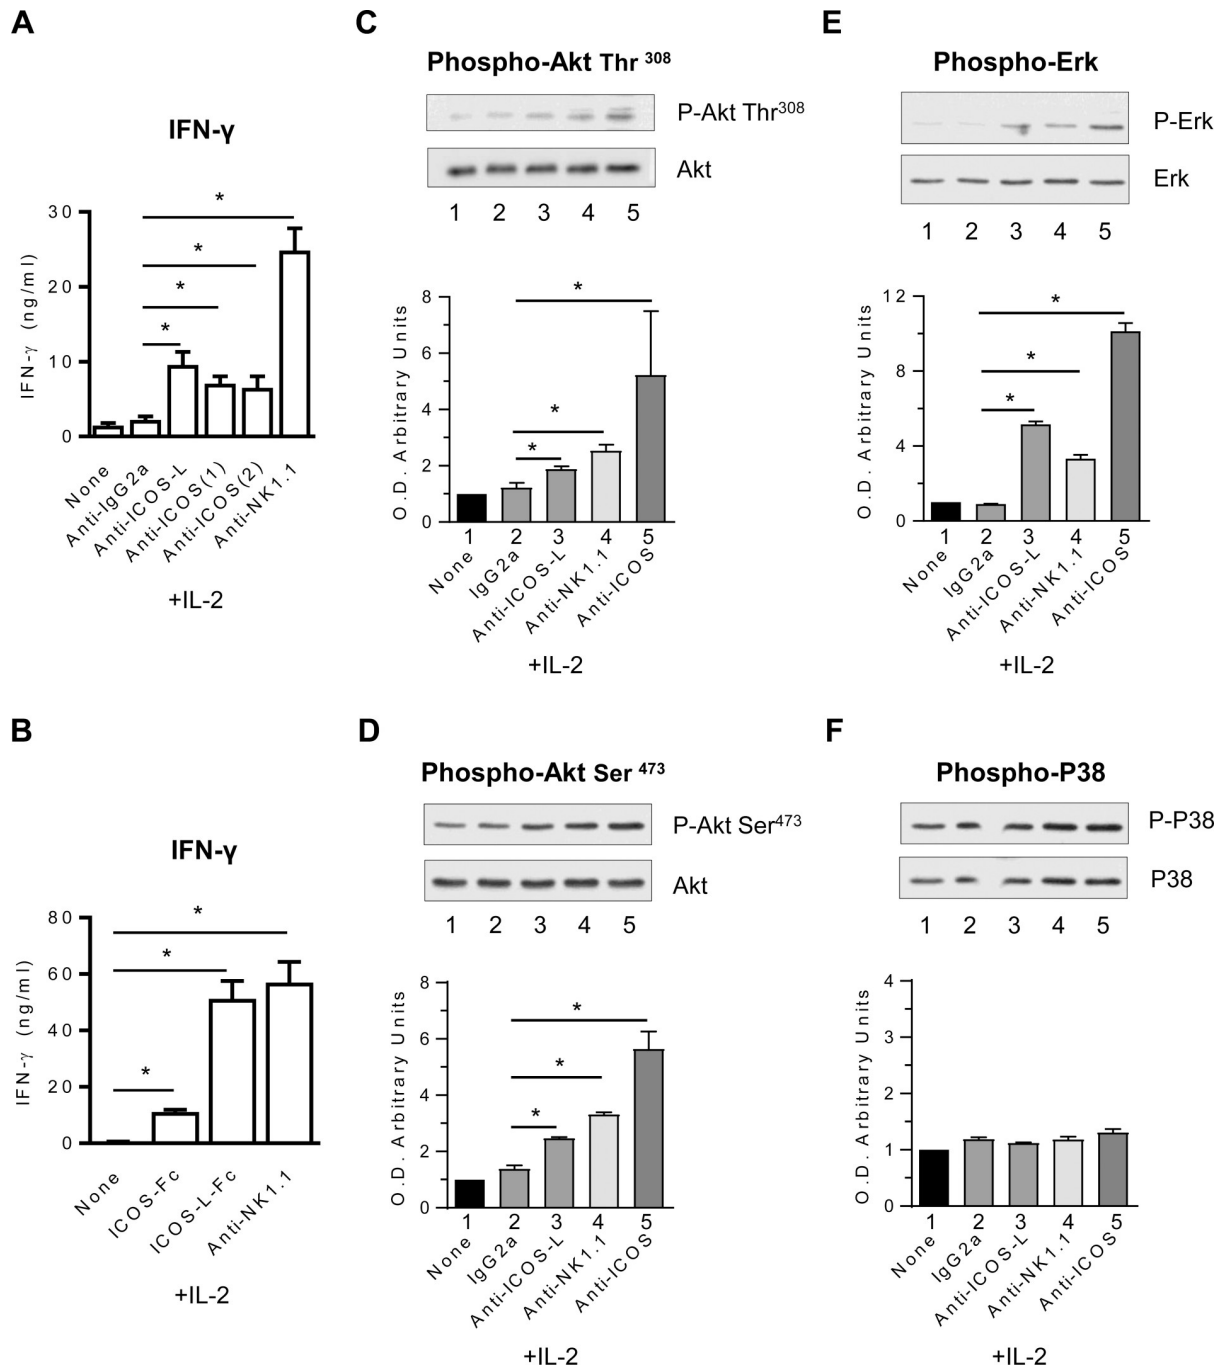 A
IFN-γ
IFN-γ (ng/ml)
30
20
10
0
*
*
*
*
None
Anti-IgG2a
Anti-ICOS-L
Anti-ICOS(1)
Anti-ICOS(2)
Anti-NK1.1
+IL-2
B
IFN-γ
IFN-γ (ng/ml)
80
60
40
20
0
*
*
*
None
ICOS-Fc
ICOS-L-Fc
Anti-NK1.1
+IL-2
C
Phospho-Akt Thr 308
P-Akt Thr308
Akt
1 2 3 4 5
O.D. Arbitrary Units
8
6
4
2
0
*
*
*
1 2 3 4 5
None
IgG2a
Anti-ICOS-L
Anti-NK1.1
Anti-ICOS
+IL-2
D
Phospho-Akt Ser 473
P-Akt Ser473
Akt
1 2 3 4 5
O.D. Arbitrary Units
8
6
4
2
0
*
*
*
1 2 3 4 5
None
IgG2a
Anti-ICOS-L
Anti-NK1.1
Anti-ICOS
+IL-2
E
Phospho-Erk
P-Erk
Erk
1 2 3 4 5
O.D. Arbitrary Units
12
8
4
0
*
*
*
1 2 3 4 5
None
IgG2a
Anti-ICOS-L
Anti-NK1.1
Anti-ICOS
+IL-2
F
Phospho-P38
P-P38
P38
1 2 3 4 5
O.D. Arbitrary Units
4
3
2
1
0
1 2 3 4 5
None
IgG2a
Anti-ICOS-L
Anti-NK1.1
Anti-ICOS
+IL-2